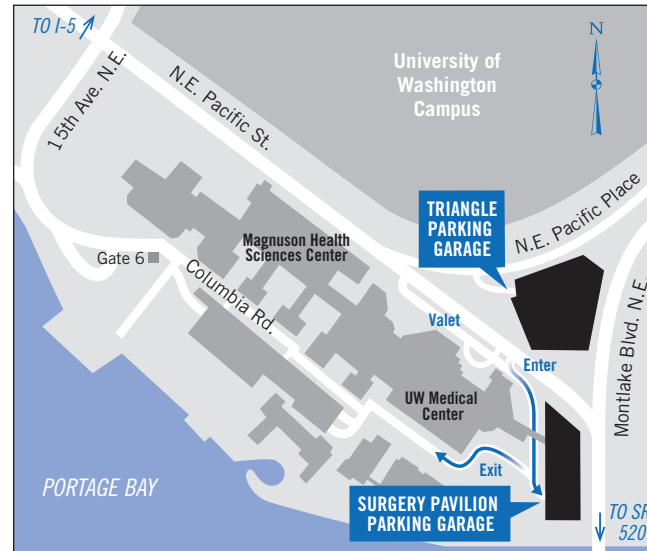 TO I-5
15th Ave. N.E.
N.E. Pacific St.
University of
Washington
Campus
N
TRIANGLE
PARKING
GARAGE
N.E. Pacific Place
Magnuson Health
Sciences Center
Gate 6
Columbia Rd.
Valet
Enter
Montlake Blvd. N.E.
UW Medical
Center
Exit
PORTAGE BAY
SURGERY PAVILION
PARKING GARAGE
TO SR
520